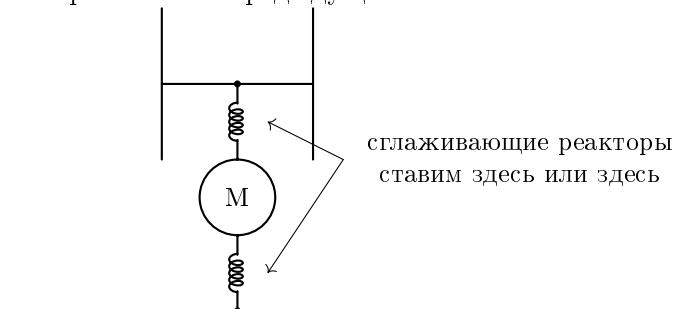 M
сглаживающие реакторы
ставим здесь или здесь